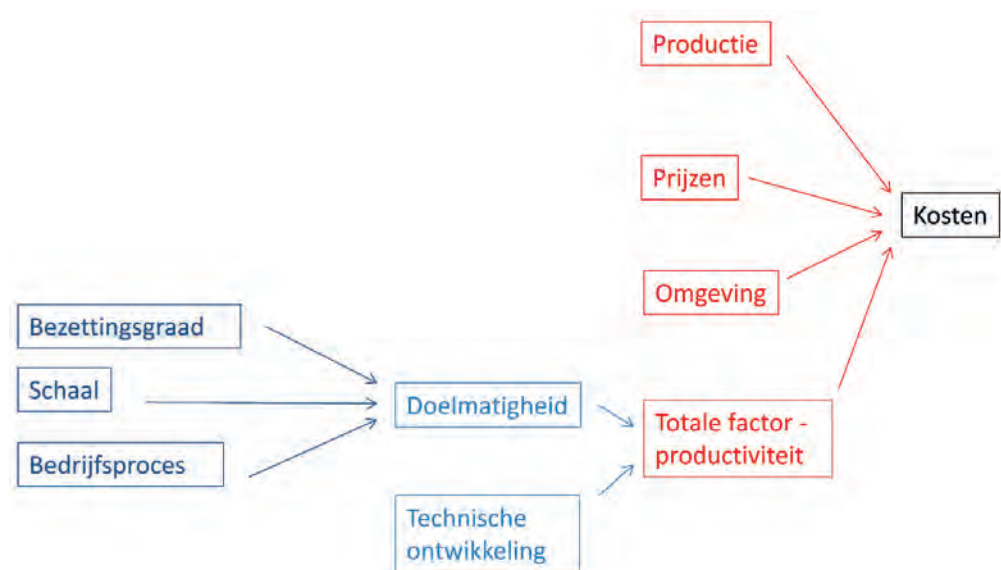 Productie
Prijzen
Kosten
Omgeving
Bezettingsgraad
Schaal
Doelmatigheid
Totale factor -
productiviteit
Bedrijfsproces
Technische
ontwikkeling